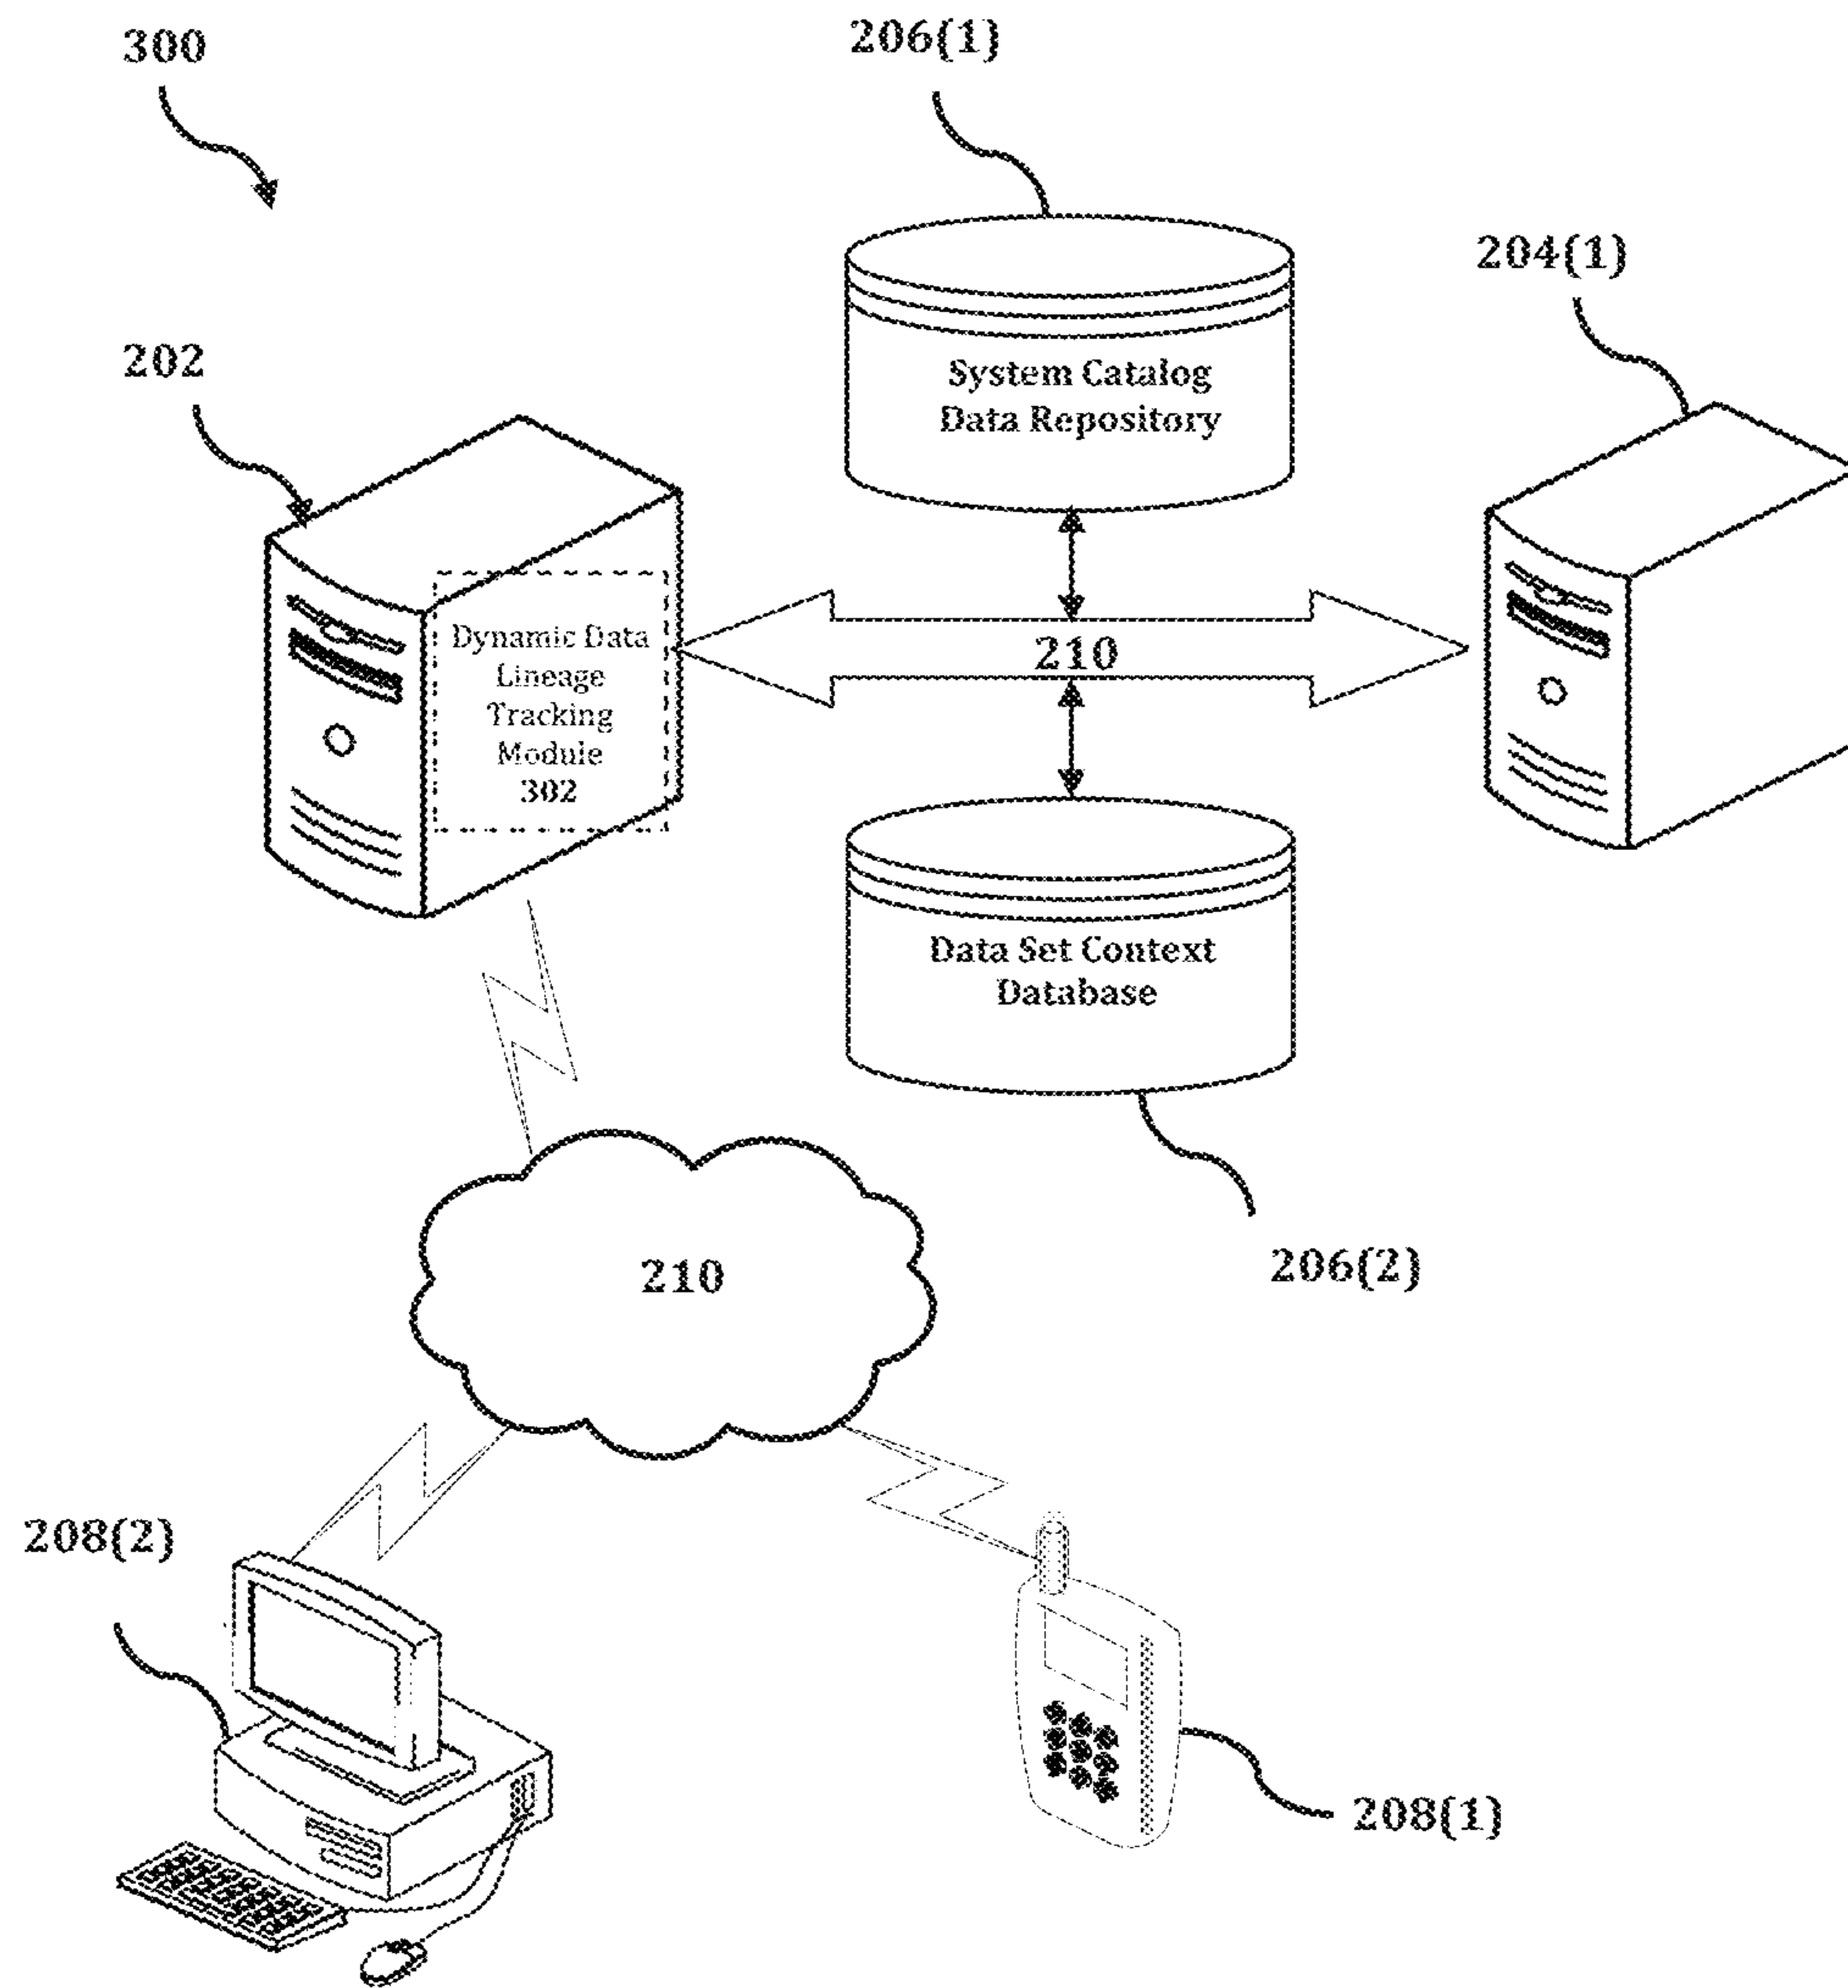 300
206(1)
204(1)
202
System Catalog
Data Repository
Dynamic Data
Lineage
Tracking
Module
302
210
Data Set Context
Database
206(2)
210
208(2)
208(1)